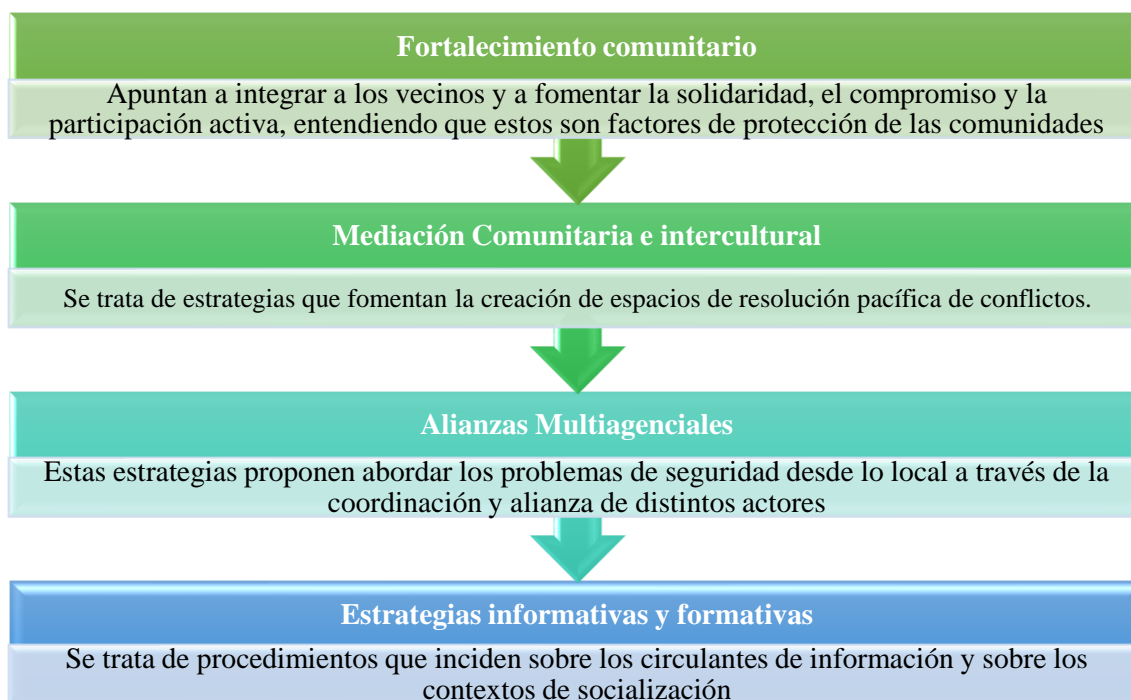 Fortalecimiento comunitario
Apuntan a integrar a los vecinos y a fomentar la solidaridad, el compromiso y la
participación activa, entendiendo que estos son factores de protección de las comunidades
Mediación Comunitaria e intercultural
Se trata de estrategias que fomentan la creación de espacios de resolución pacífica de conflictos.
Alianzas Multiagenciales
Estas estrategias proponen abordar los problemas de seguridad desde lo local a través de la
coordinación y alianza de distintos actores
Estrategias informativas y formativas
Se trata de procedimientos que inciden sobre los circulantes de información y sobre los
contextos de socialización